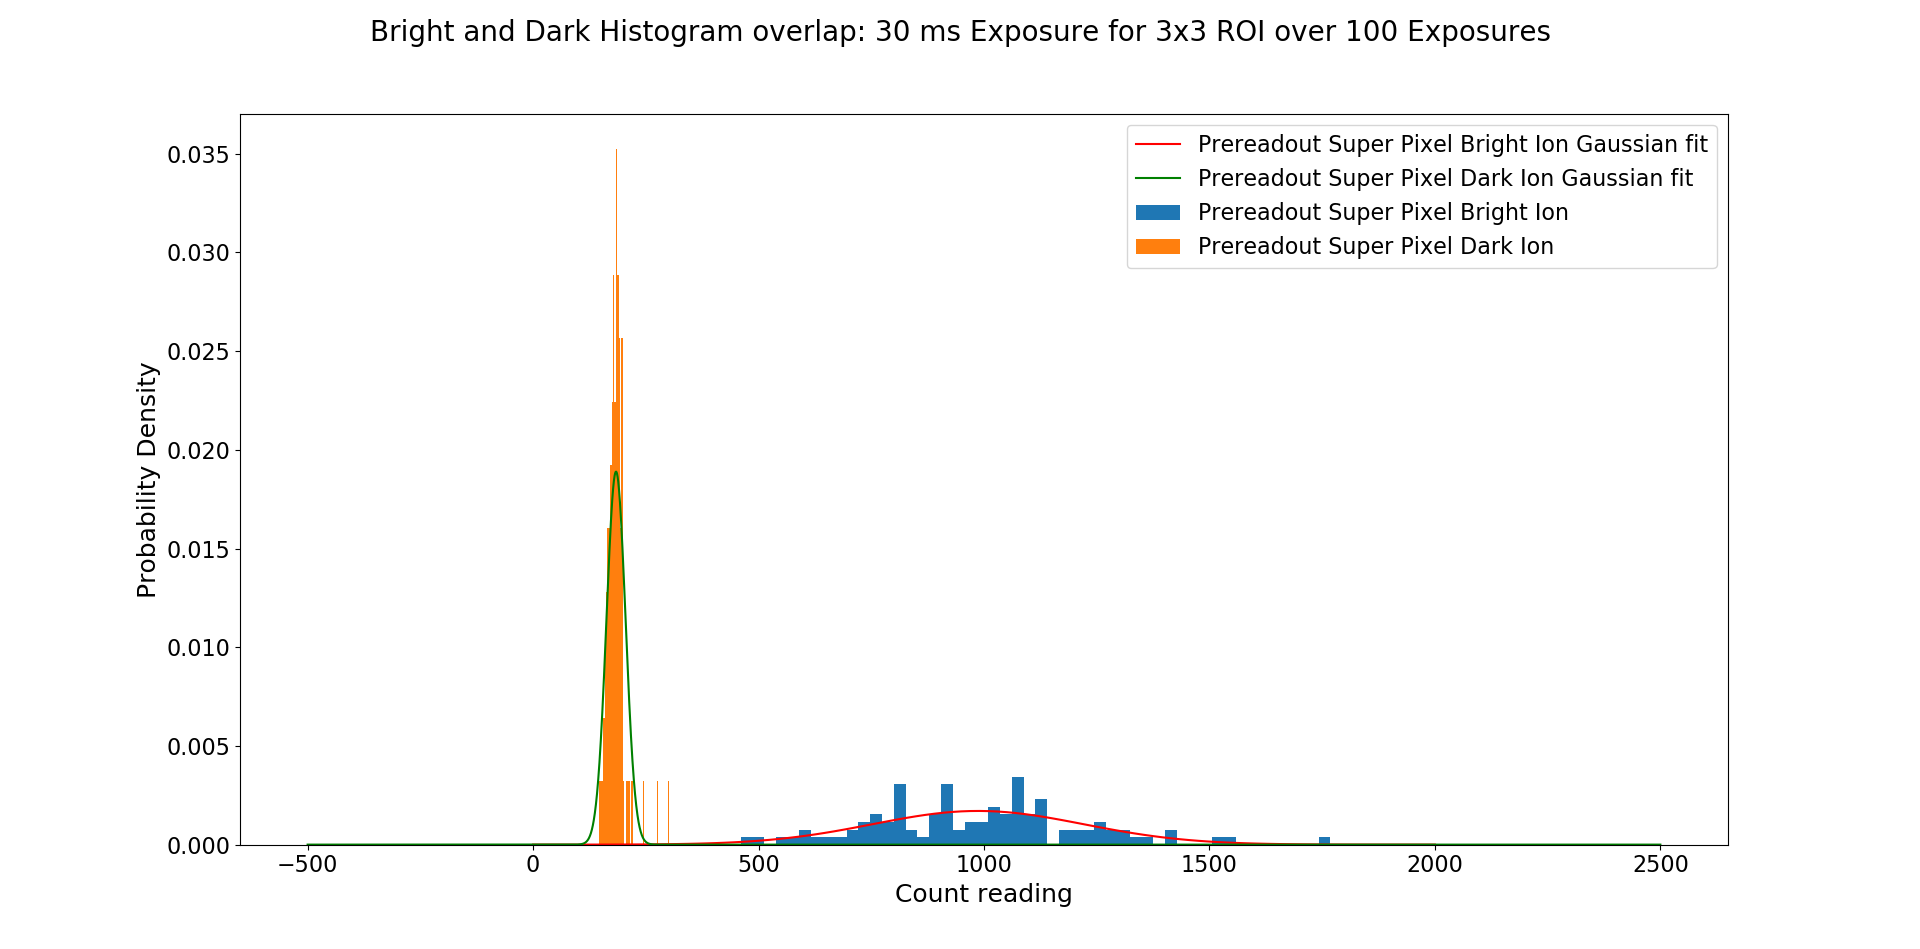 Bright and Dark Histogram overlap: 30 ms Exposure for 3x3 ROI over 100 Exposures
Prereadout Super Pixel Bright Ion Gaussian fit
Prereadout Super Pixel Dark Ion Gaussian fit
Prereadout Super Pixel Bright Ion
Prereadout Super Pixel Dark Ion
Probability Density
0.035
0.030
0.025
0.020
0.015
0.010
0.005
0.000
−500 0 500 1000 1500 2000 2500
Count reading